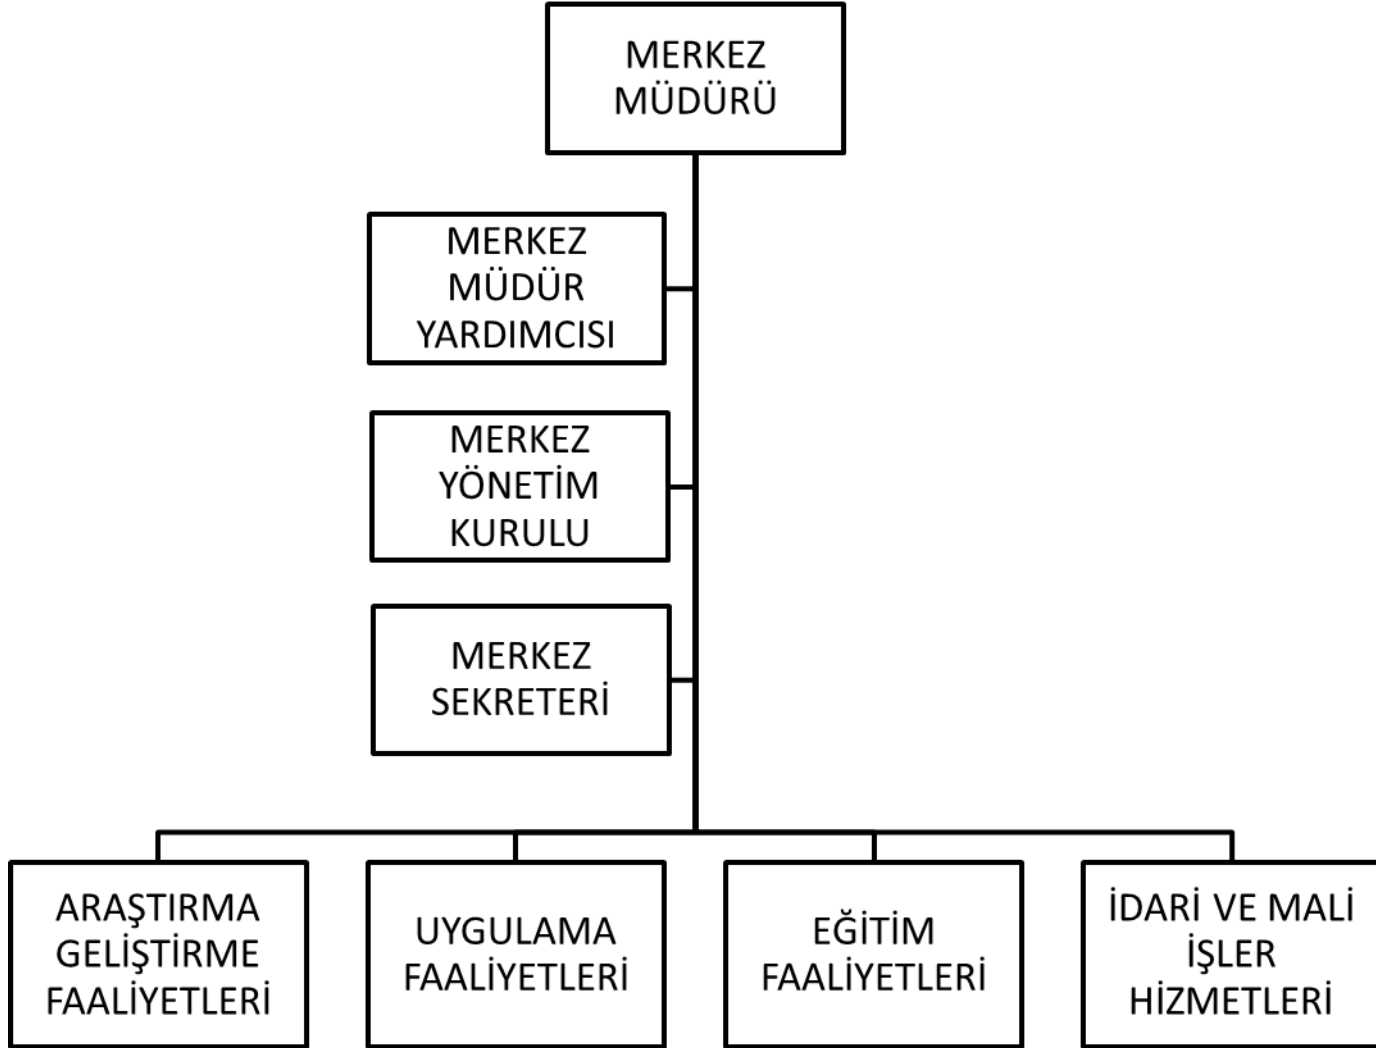 MERKEZ
MÜDÜRÜ
MERKEZ
MÜDÜR
YARDIMCISI
MERKEZ
YÖNETİM
KURULU
MERKEZ
SEKRETERİ
ARAŞTIRMA
GELİŞTİRME
FAALİYETLERİ
UYGULAMA
FAALİYETLERİ
EĞİTİM
FAALİYETLERİ
İDARİ VE MALİ
İŞLER
HİZMETLERİ